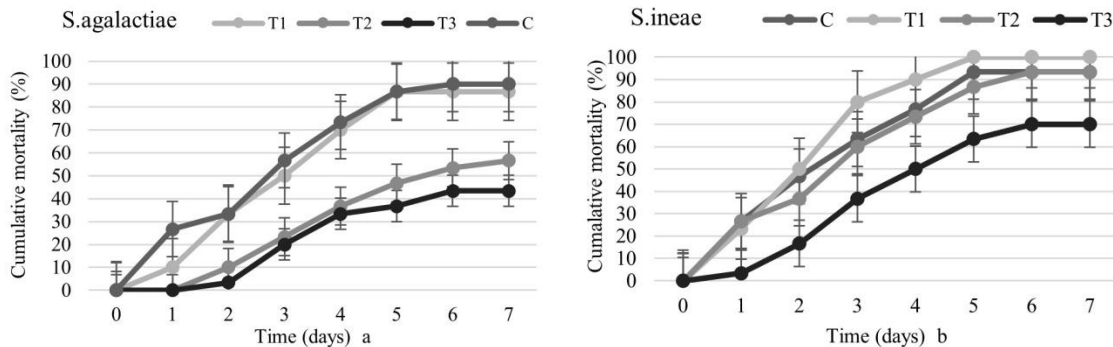 S.agalactiae
T1 T2 T3 C
Cumulative mortality (%)
100
90
80
70
60
50
40
30
20
10
0
0 1 2 3 4 5 6 7
Time (days) a
S.ineae
C T1 T2 T3
Cumalative mortality (%)
100
90
80
70
60
50
40
30
20
10
0
0 1 2 3 4 5 6 7
Time (days) b